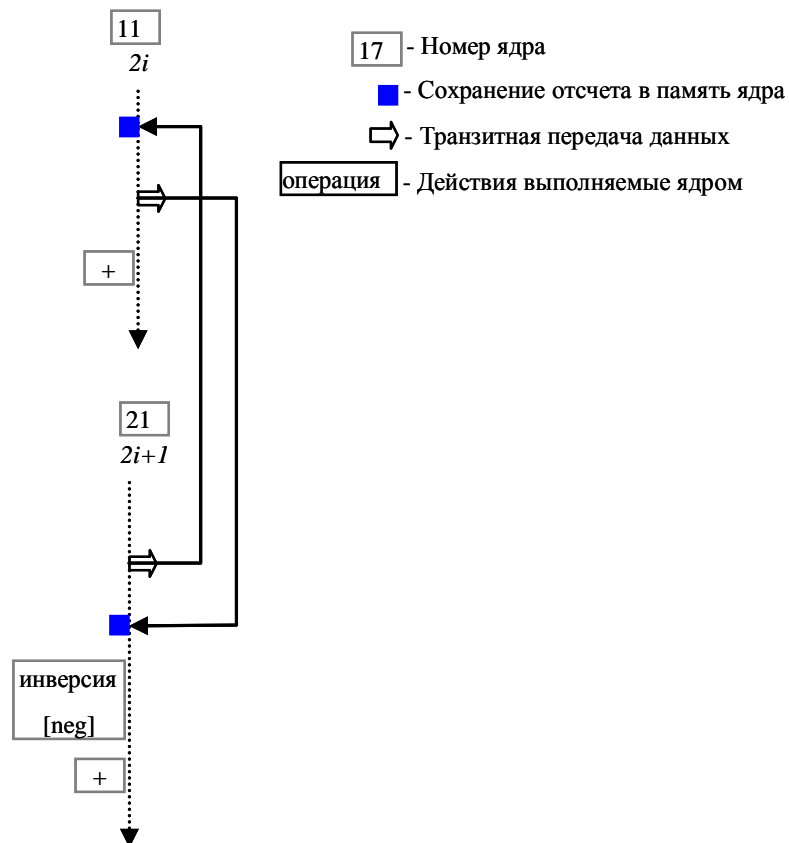 11
2i
17 - Номер ядра
- Сохранение отсчета в память ядра
- Транзитная передача данных
операция - Действия выполняемые ядром
+
21
2i+1
инверсия
[neg]
+